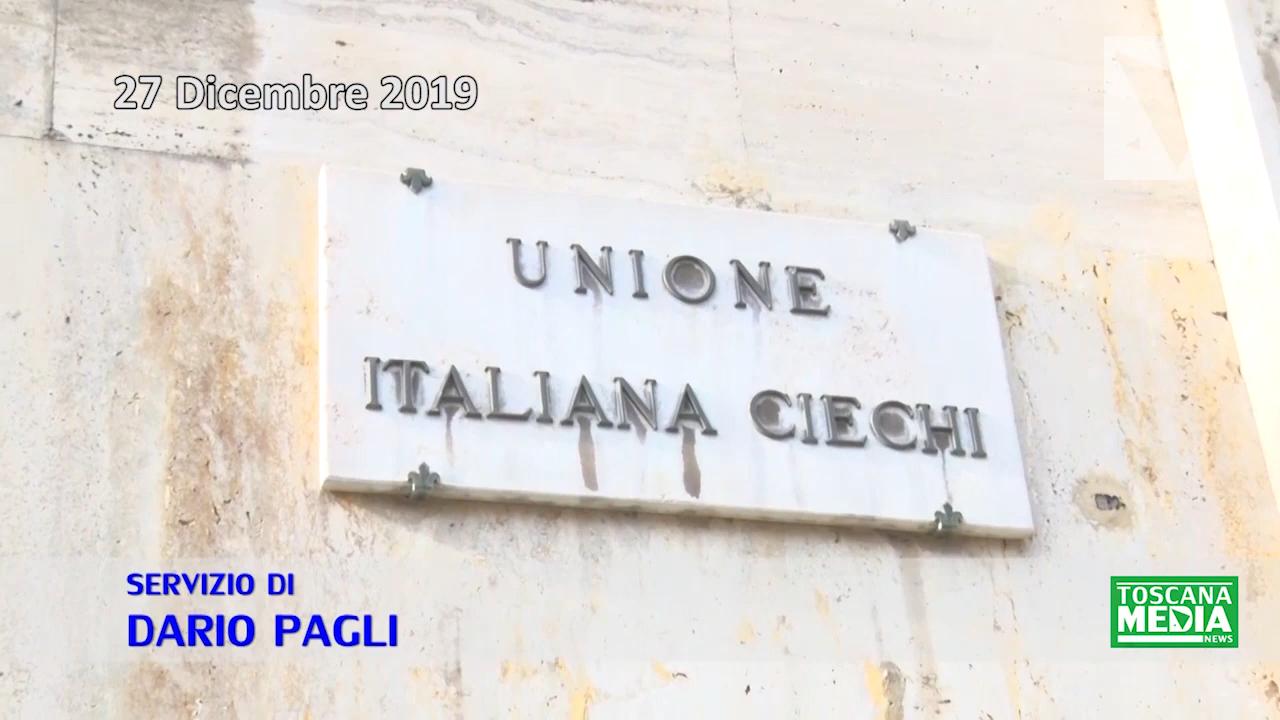 27 Dicembre 2019
UNIONE
ITALIANA CIECHI
SERVIZIO DI
DARIO PAGLI
TOSCANA
MEDIA
NEWS